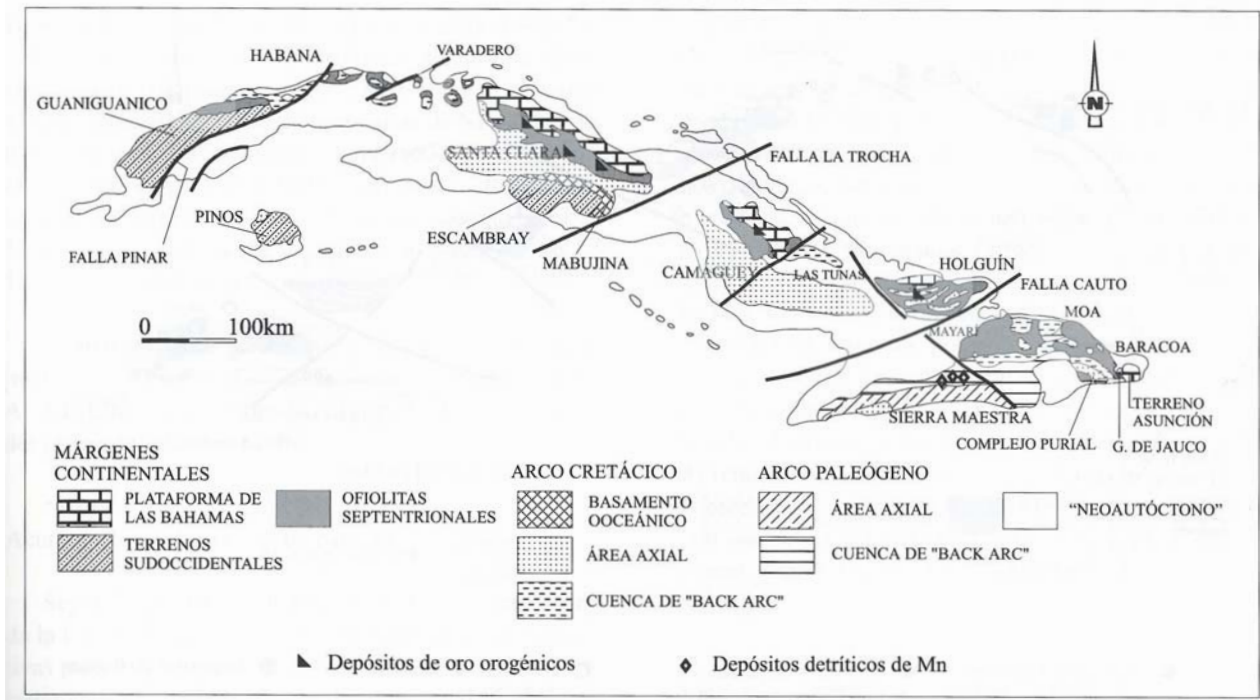 HABANA
VARADERO
GUANIGUANICO
N
SANTA CLARA
FALLA LA TROCHA
PINOS
ESCAMBRAY
FALLA PINAR
MABUJINA
CAMAGUEY
LAS TUNAS
HOLGUÍN
FALLA CAUTO
0 100km
MAYARÍ
MOA
BARACOA
TERRENO
ASUNCIÓN
SIERRA MAESTRA
COMPLEJO PURIAL
G. DE JAUCO
MÁRGENES
CONTINENTALES
PLATAFORMA DE
LAS BAHAMAS
OFIOLITAS
SEPTENTRIONALES
TERRENOS
SUDOCCIDENTALES
ARCO CRETÁCICO
BASAMENTO
OOCEÁNICO
ÁREA AXIAL
CUENCA DE "BACK ARC"
ARCO PALEÓGENO
ÁREA AXIAL
CUENCA DE "BACK ARC"
“NEOAUTÓCTONO”
Depósitos de oro orogénicos
Depósitos detríticos de Mn